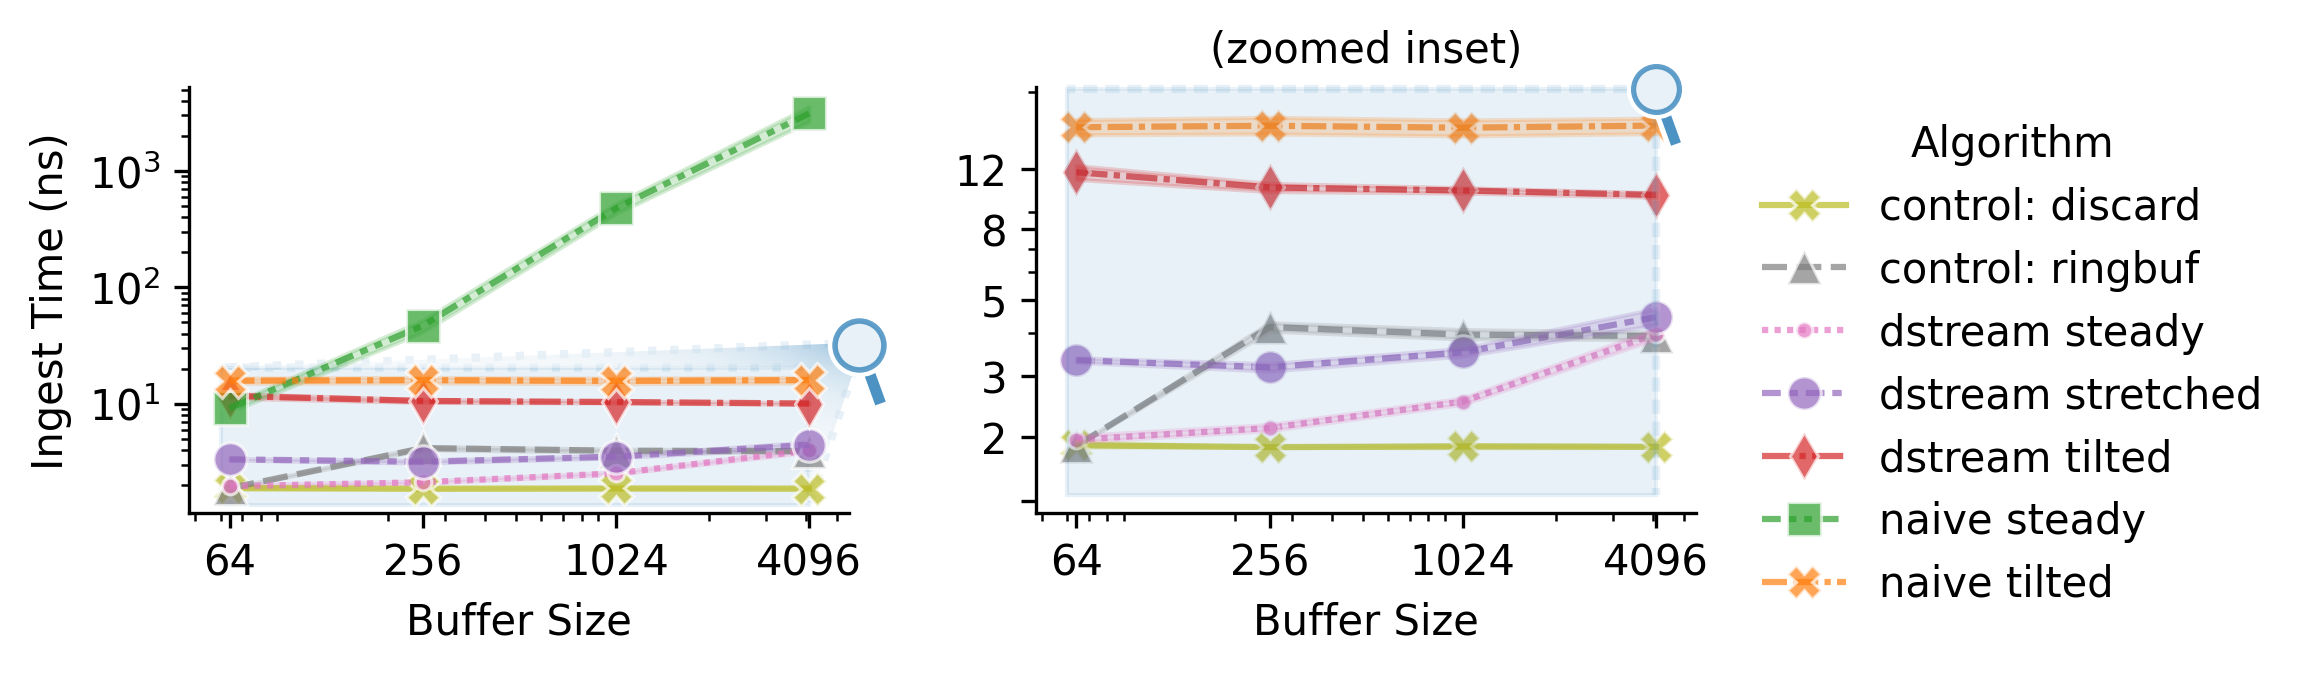 (zoomed inset)
Ingest Time (ns)
10³
10²
10¹
64 256 1024 4096
Buffer Size
12
8
5
3
2
64 256 1024 4096
Buffer Size
Algorithm
control: discard
control: ringbuf
dstream steady
dstream stretched
dstream tilted
naive steady
naive tilted